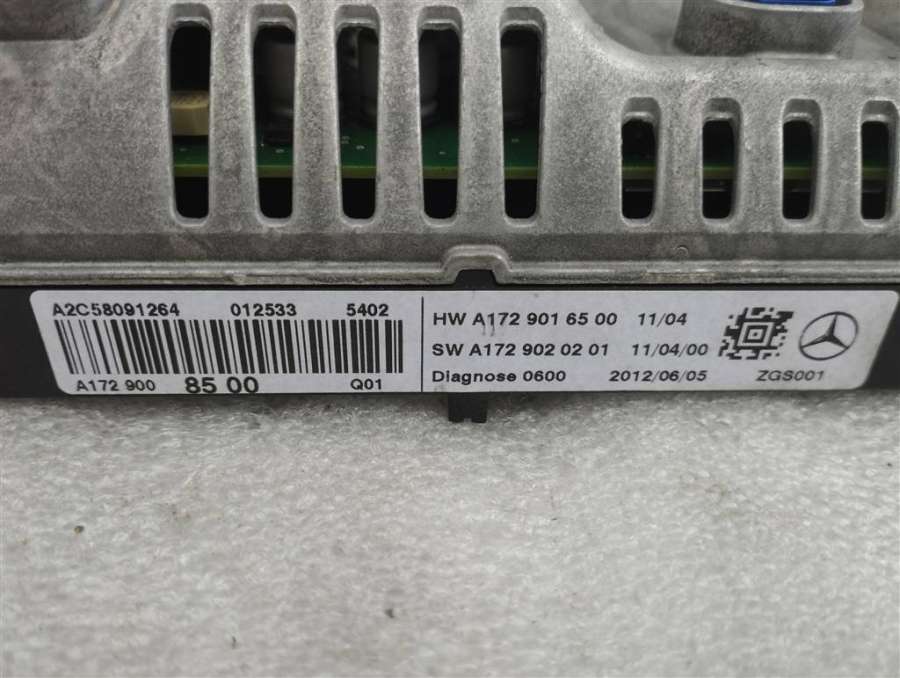 A2C58091264 012533 5402
A172 900 85 00 Q01
HW A172 901 65 00 11/04
SW A172 902 02 01 11/04/00
Diagnose 0600 2012/06/05 ZGS001